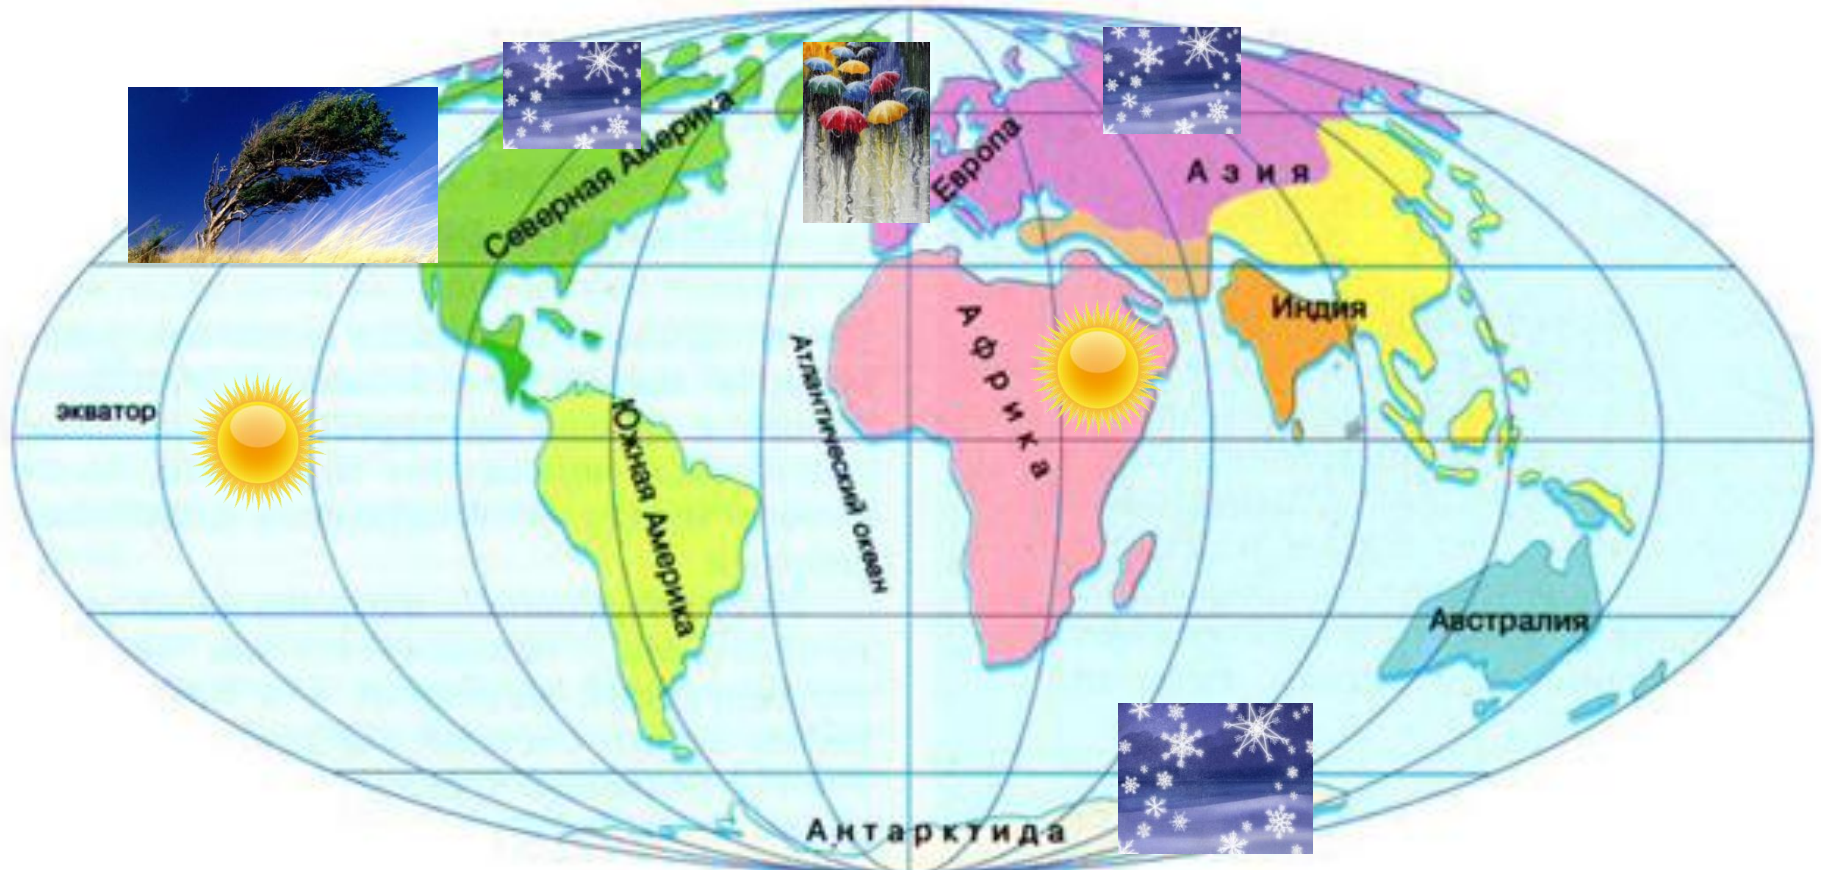 Северная Америка
Европа
Азия
Индия
Африка
Атлантический океан
экватор
Южная Америка
Австралия
Антарктида